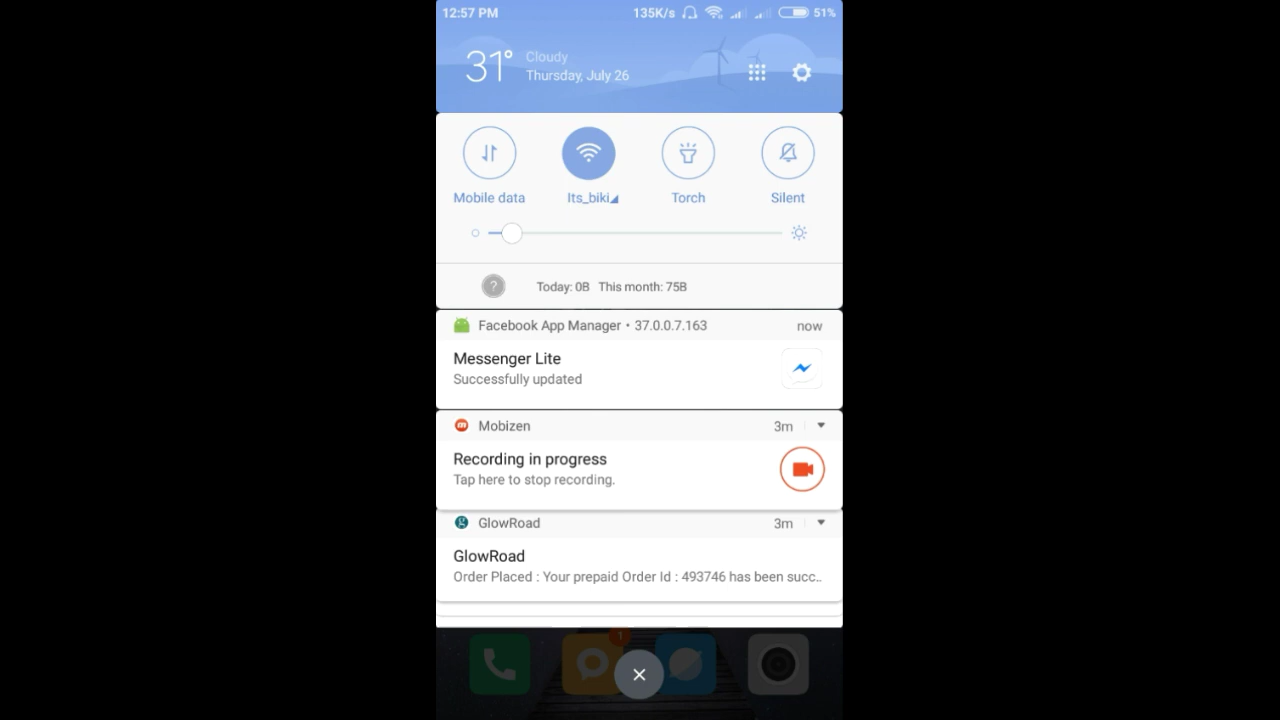 12:57 PM 135K/s 51%
31° Cloudy
Thursday, July 26
Mobile data Its_biki Torch Silent
? Today: 0B This month: 75B
Facebook App Manager • 37.0.0.7.163 now
Messenger Lite
Successfully updated
Mobizen 3m
Recording in progress
Tap here to stop recording.
GlowRoad 3m
GlowRoad
Order Placed : Your prepaid Order Id : 493746 has been succ..
1